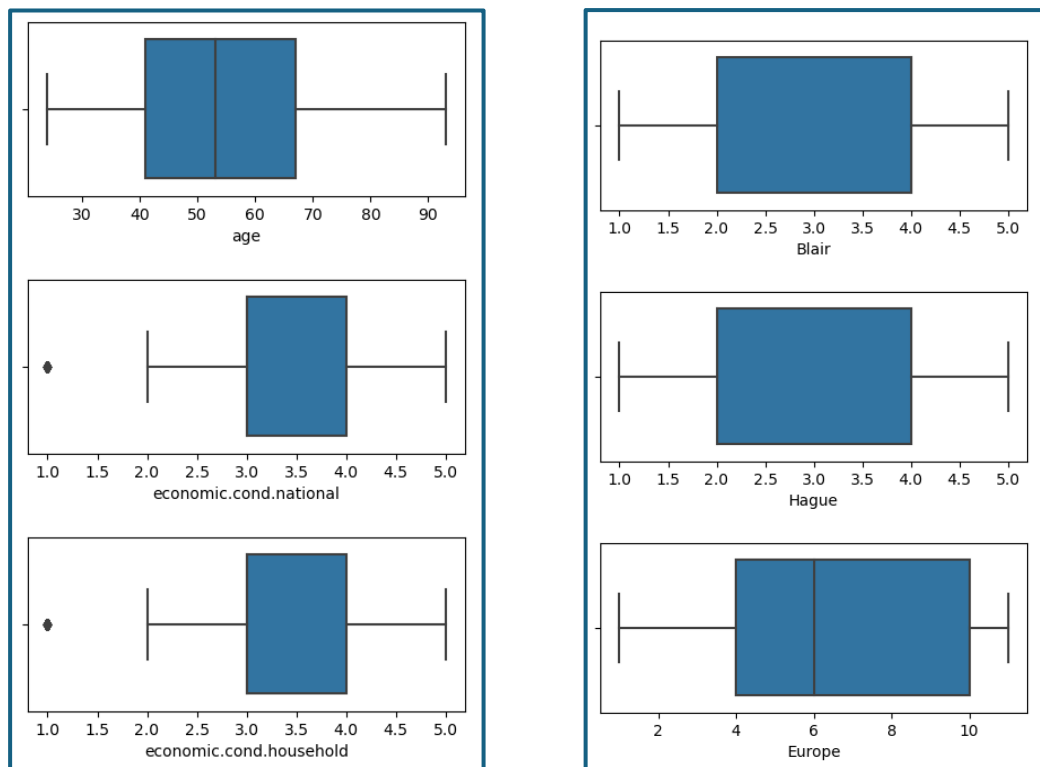 30 40 50 60 70 80 90
age
1.0 1.5 2.0 2.5 3.0 3.5 4.0 4.5 5.0
economic.cond.national
1.0 1.5 2.0 2.5 3.0 3.5 4.0 4.5 5.0
economic.cond.household
1.0 1.5 2.0 2.5 3.0 3.5 4.0 4.5 5.0
Blair
1.0 1.5 2.0 2.5 3.0 3.5 4.0 4.5 5.0
Hague
2 4 6 8 10
Europe